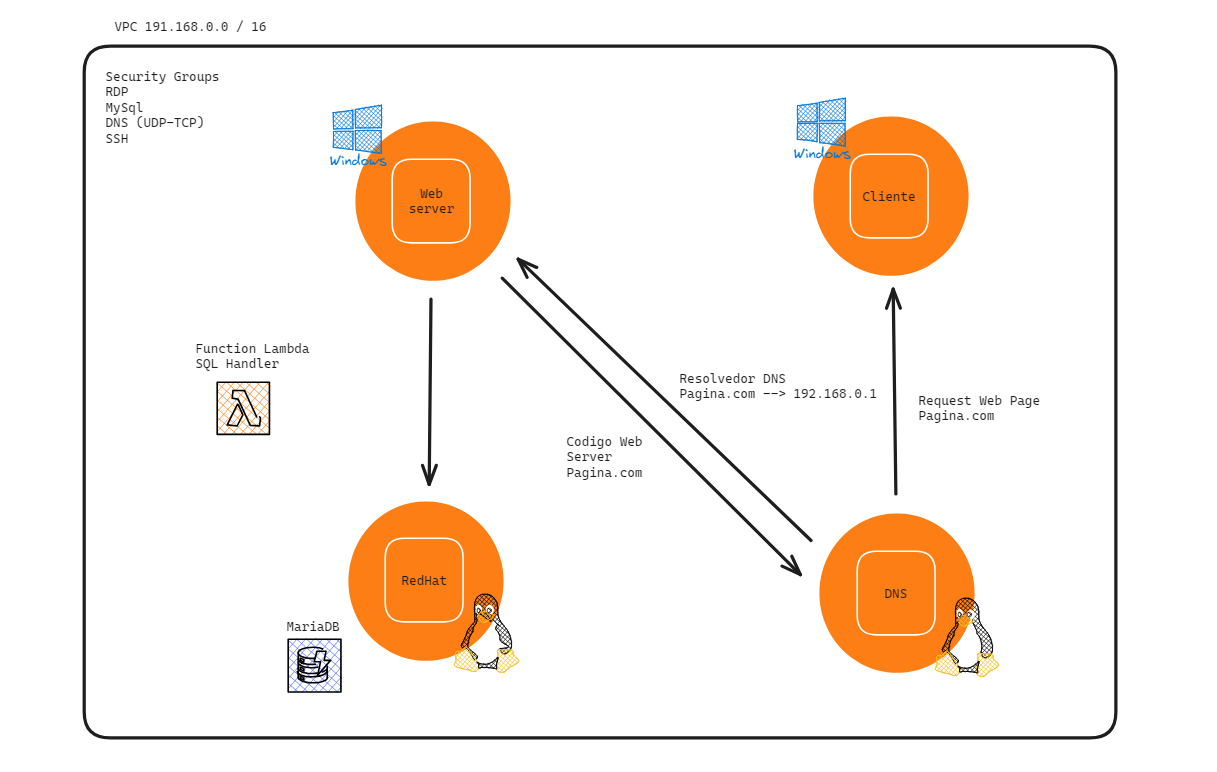 VPC 191.168.0.0 / 16
Security Groups
RDP
MySql
DNS (UDP-TCP)
SSH
Windows
Web
server
Windows
Cliente
Function Lambda
SQL Handler
Resolvedor DNS
Pagina.com --> 192.168.0.1
Request Web Page
Pagina.com
Codigo Web
Server
Pagina.com
RedHat
DNS
MariaDB